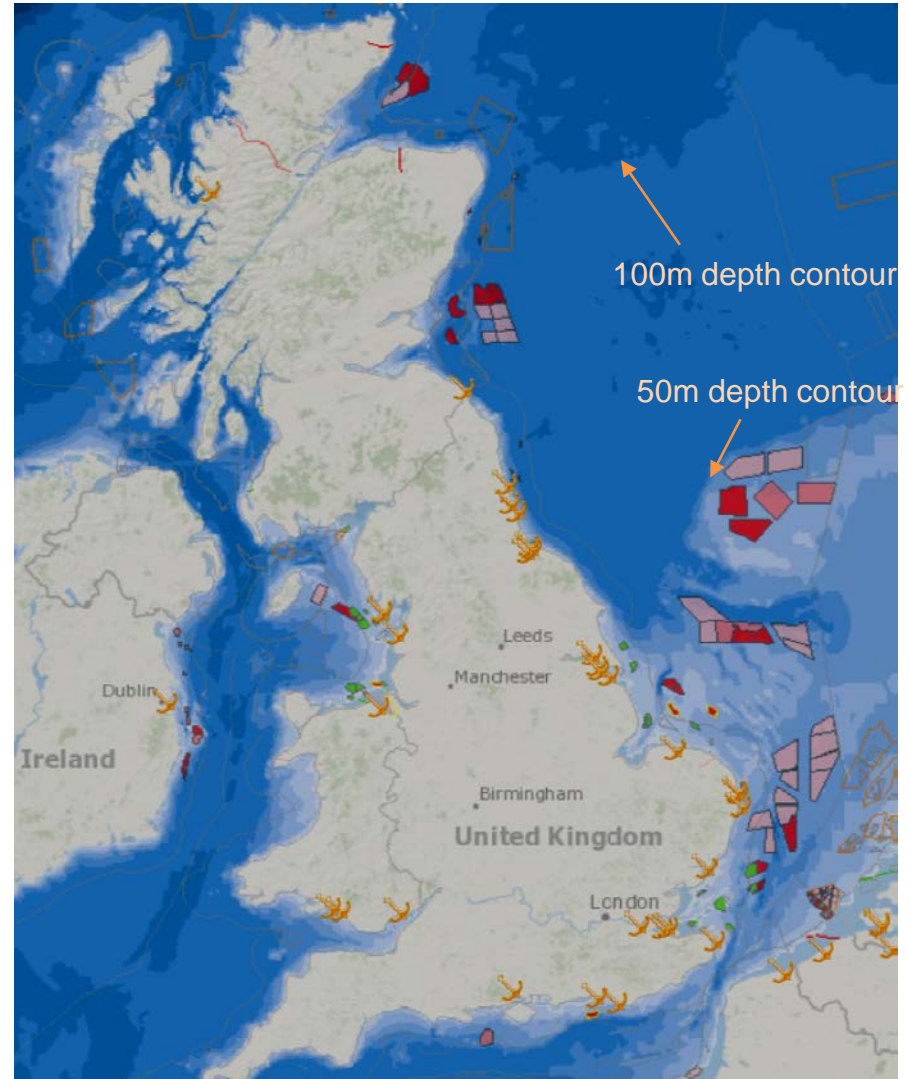 100m depth contour
50m depth contour
Leeds
Manchester
Dublin
Ireland
Birmingham
United Kingdom
London